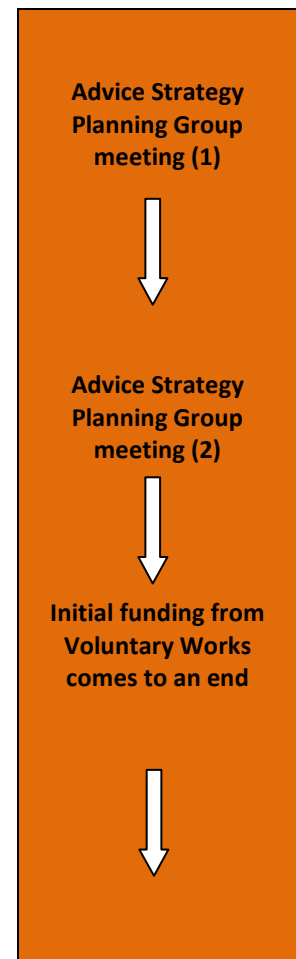 Advice Strategy
Planning Group
meeting (1)
Advice Strategy
Planning Group
meeting (2)
Initial funding from
Voluntary Works
comes to an end